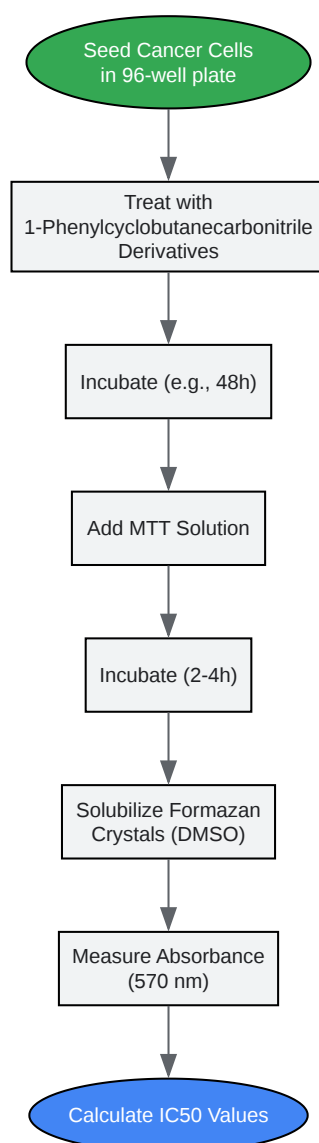 Seed Cancer Cells
in 96-well plate
Treat with
1-Phenylcyclobutanecarbonitrile
Derivatives
Incubate (e.g., 48h)
Add MTT Solution
Incubate (2-4h)
Solubilize Formazan
Crystals (DMSO)
Measure Absorbance
(570 nm)
Calculate IC50 Values